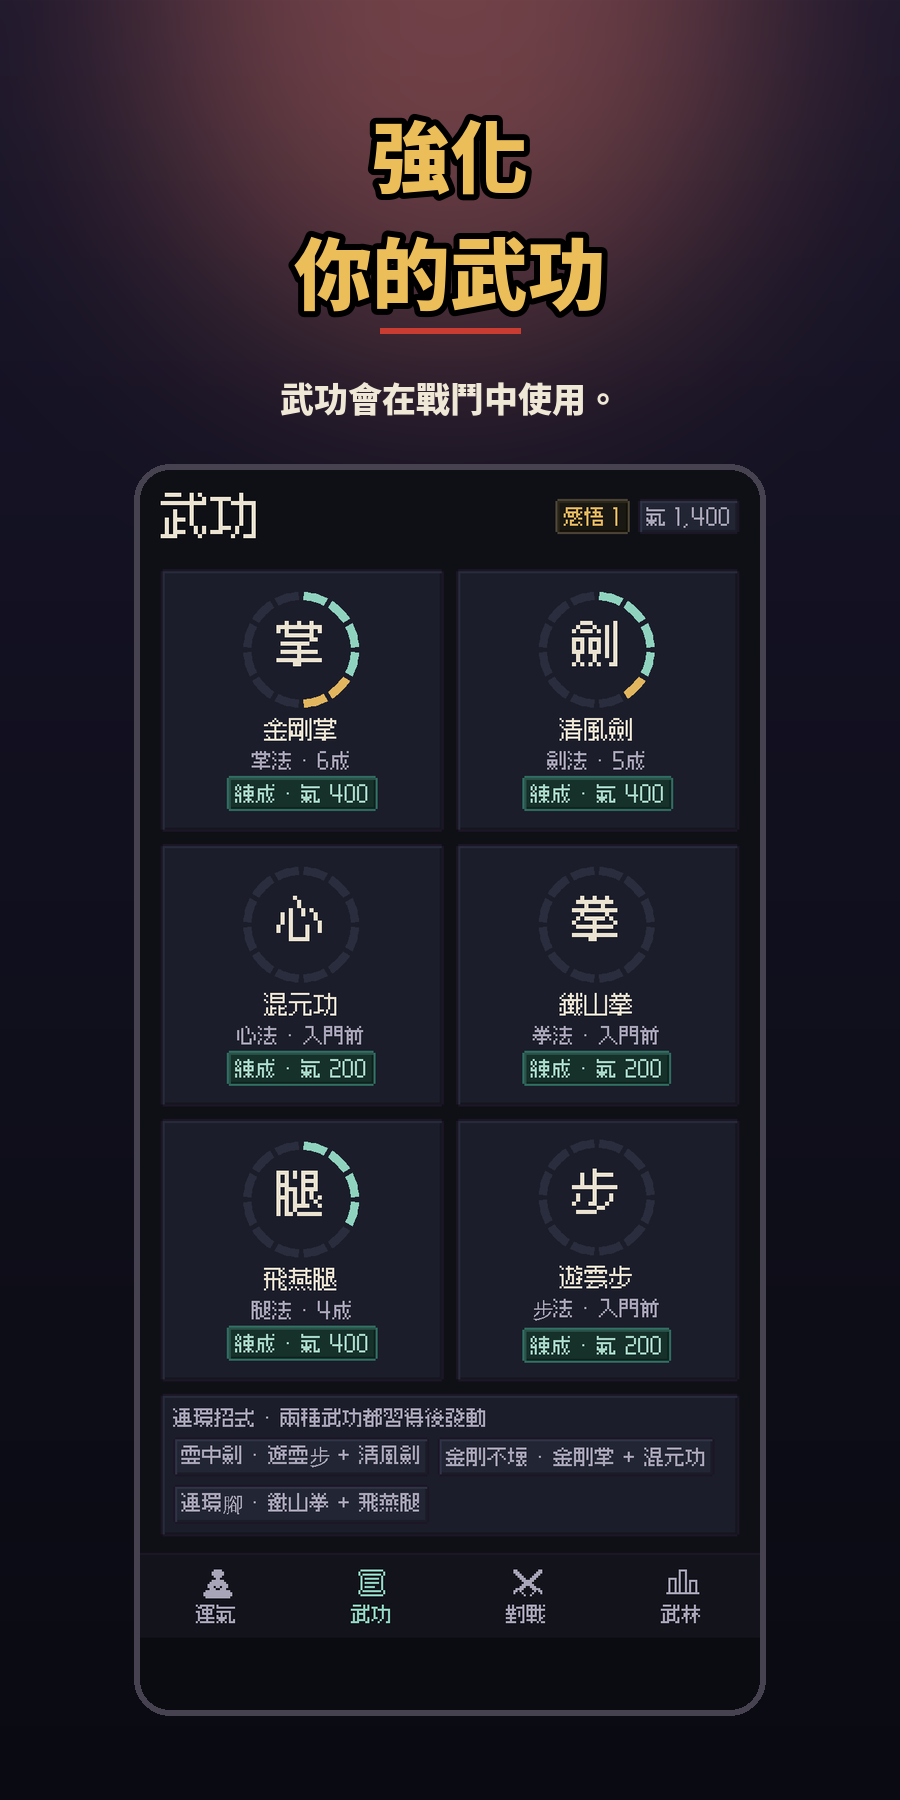 強化
你的武功
武功會在戰鬥中使用。
武功
感悟 1
氣 1,400
掌
金剛掌
掌法 · 6成
練成 · 氣 400
劍
清風劍
劍法 · 5成
練成 · 氣 400
心
混元功
心法 · 入門前
練成 · 氣 200
拳
鐵山拳
拳法 · 入門前
練成 · 氣 200
腿
飛燕腿
腿法 · 4成
練成 · 氣 400
步
遊雲步
步法 · 入門前
練成 · 氣 200
連環招式 · 兩種武功都習得後發動
雲中劍 · 遊雲步 + 清風劍
金剛不壞 · 金剛掌 + 混元功
連環腳 · 鐵山拳 + 飛燕腿
運氣
武功
對戰
武林